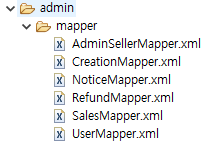 admin
mapper
AdminSellerMapper.xml
CreationMapper.xml
NoticeMapper.xml
RefundMapper.xml
SalesMapper.xml
UserMapper.xml